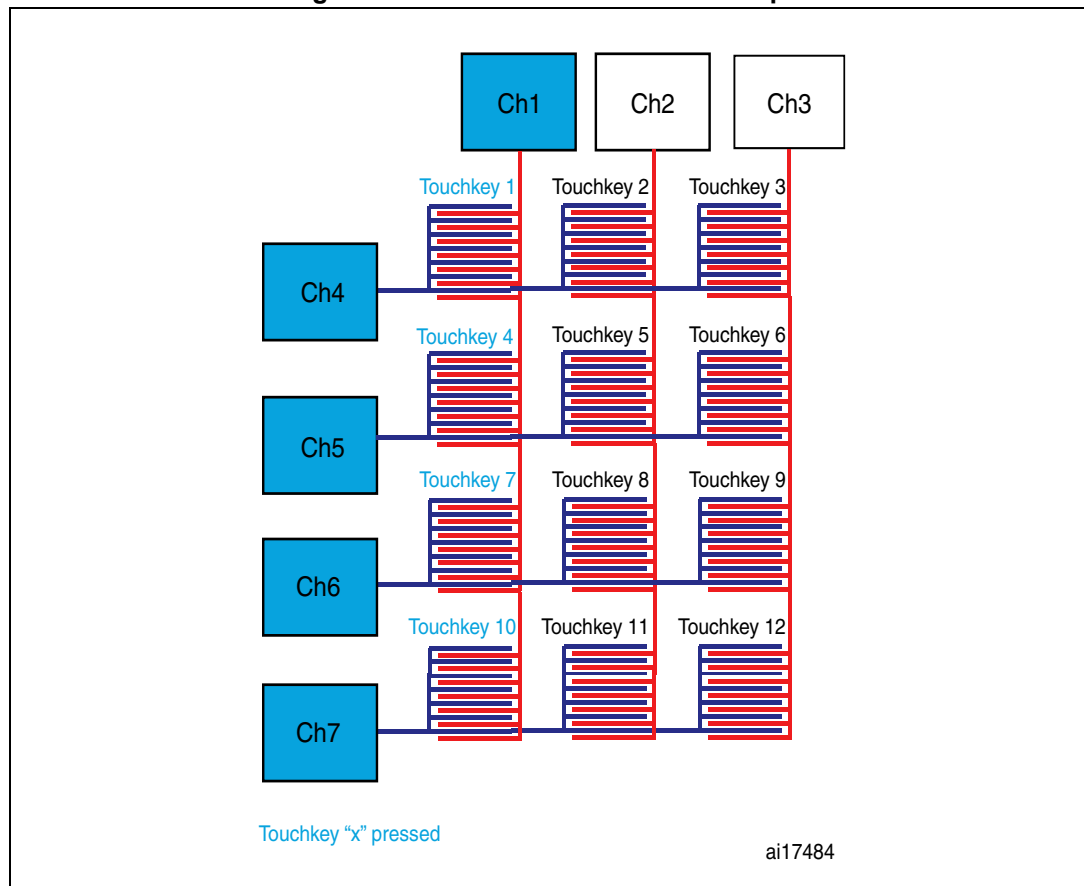 Ch1 Ch2 Ch3
Touchkey 1 Touchkey 2 Touchkey 3
Ch4
Touchkey 4 Touchkey 5 Touchkey 6
Ch5
Touchkey 7 Touchkey 8 Touchkey 9
Ch6
Touchkey 10 Touchkey 11 Touchkey 12
Ch7
Touchkey “x” pressed
ai17484